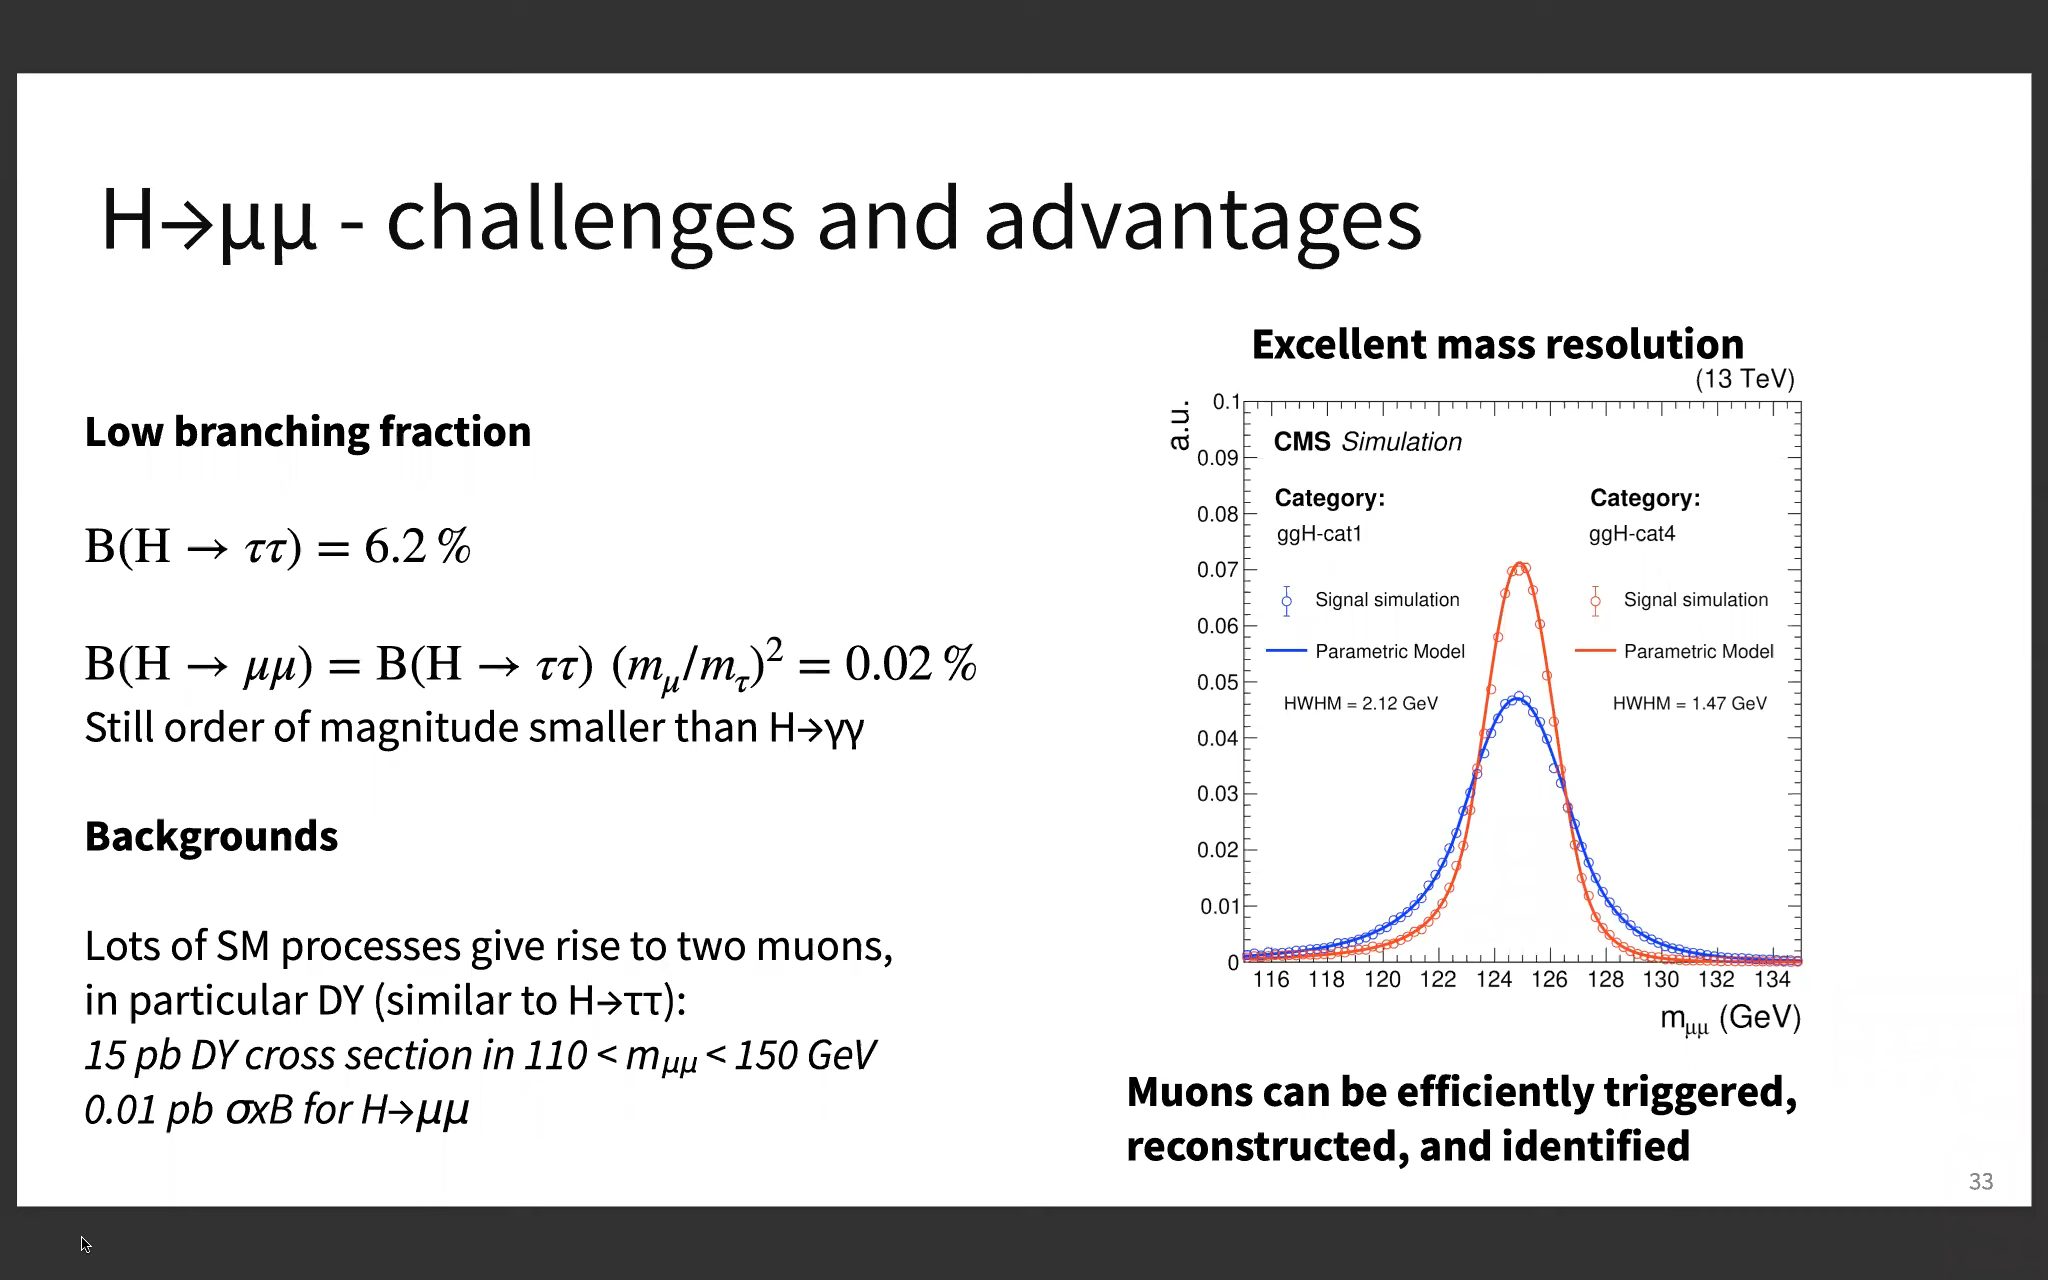 H→μμ - challenges and advantages
Low branching fraction
B(H → ττ) = 6.2 %
B(H → μμ) = B(H → ττ) (mμ/mτ)² = 0.02 %
Still order of magnitude smaller than H→γγ
Backgrounds
Lots of SM processes give rise to two muons,
in particular DY (similar to H→ττ):
15 pb DY cross section in 110 < mμμ < 150 GeV
0.01 pb σxB for H→μμ
Excellent mass resolution
(13 TeV)
a.u.
0.1
0.09
0.08
0.07
0.06
0.05
0.04
0.03
0.02
0.01
0
CMS Simulation
Category:
ggH-cat1
Signal simulation
Parametric Model
HWHM = 2.12 GeV
Category:
ggH-cat4
Signal simulation
Parametric Model
HWHM = 1.47 GeV
116 118 120 122 124 126 128 130 132 134
mμμ (GeV)
Muons can be efficiently triggered,
reconstructed, and identified
33